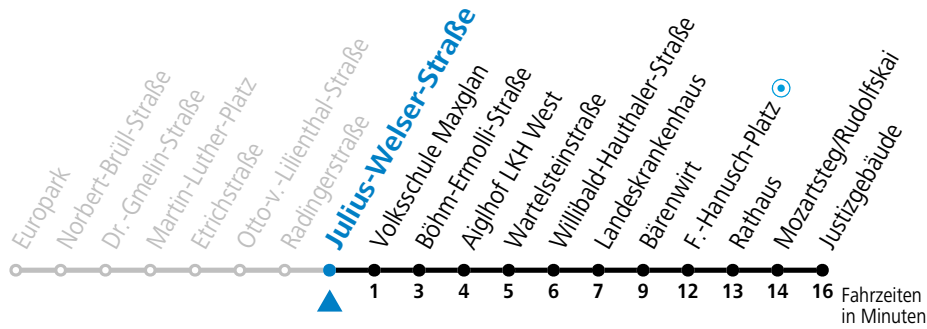 Europark
Norbert-Brüll-Straße
Dr.-Gmelin-Straße
Martin-Luther-Platz
Etrichstraße
Otto-v.-Lilienthal-Straße
Radingerstraße
Julius-Welser-Straße
Volksschule Maxglan
Böhm-Ermolli-Straße
Aiglhof LKH West
Wartelsteinstraße
Willibald-Hauthaler-Straße
Landeskrankenhaus
Bärenwirt
F.-Hanusch-Platz
Rathaus
Mozartsteg/Rudolfskai
Justizgebäude
1 3 4 5 6 7 9 12 13 14 16 Fahrzeiten
in Minuten